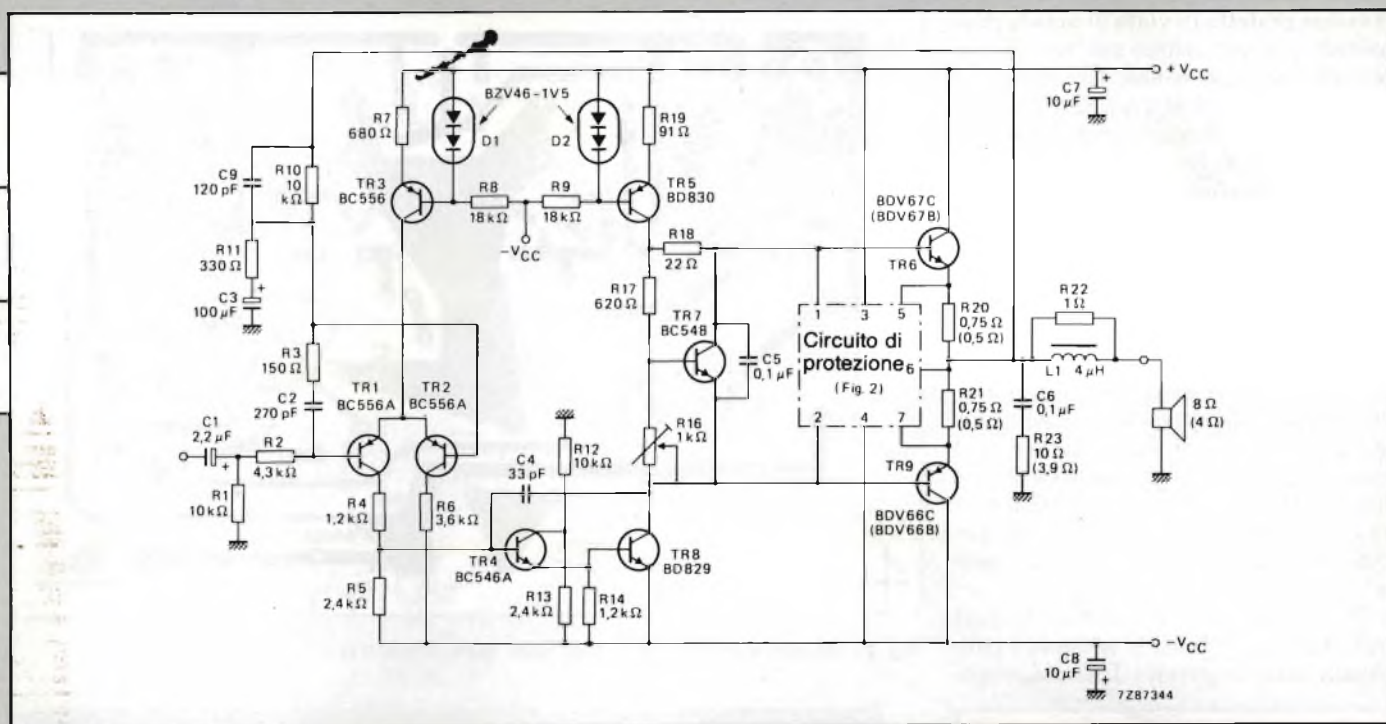 BZV46-1V5
+VCC
C7
10 µF
R7
680 Ω
D1
D2
R19
91 Ω
C9
120 pF
R10
10
kΩ
TR3
BC556
R8
18 kΩ
R9
18 kΩ
-VCC
TR5
BD830
BDV67C
(BDV67B)
TR6
R18
22 Ω
R11
330 Ω
C3
100 µF
R17
620 Ω
TR7
BC548
C5
0,1 µF
1
3
5
Circuito di
protezione
6
(Fig. 2)
2
4
7
R20
0,75 Ω
(0,5 Ω)
R22
1 Ω
L1
4 µH
R21
0,75 Ω
(0,5 Ω)
C6
0,1 µF
R23
10 Ω
(3,9 Ω)
8 Ω
(4 Ω)
R3
150 Ω
C2
270 pF
TR1
BC556A
TR2
BC556A
C1
2,2 µF
R2
4,3 kΩ
R1
10 kΩ
R16
1 kΩ
R12
10 kΩ
C4
33 pF
TR9
BDV66C
(BDV66B)
R4
1,2 kΩ
R6
3,6 kΩ
TR4
BC546A
TR8
BD829
R5
2,4 kΩ
R13
2,4 kΩ
R14
1,2 kΩ
-VCC
C8
10 µF
7Z87344